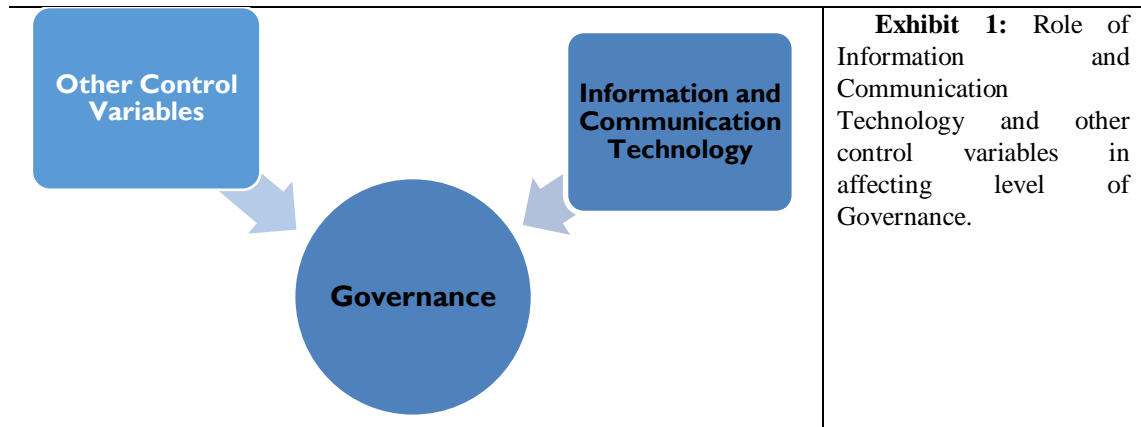 Other Control
Variables
Information and
Communication
Technology
Governance
Exhibit 1: Role of
Information and
Communication
Technology and other
control variables in
affecting level of
Governance.